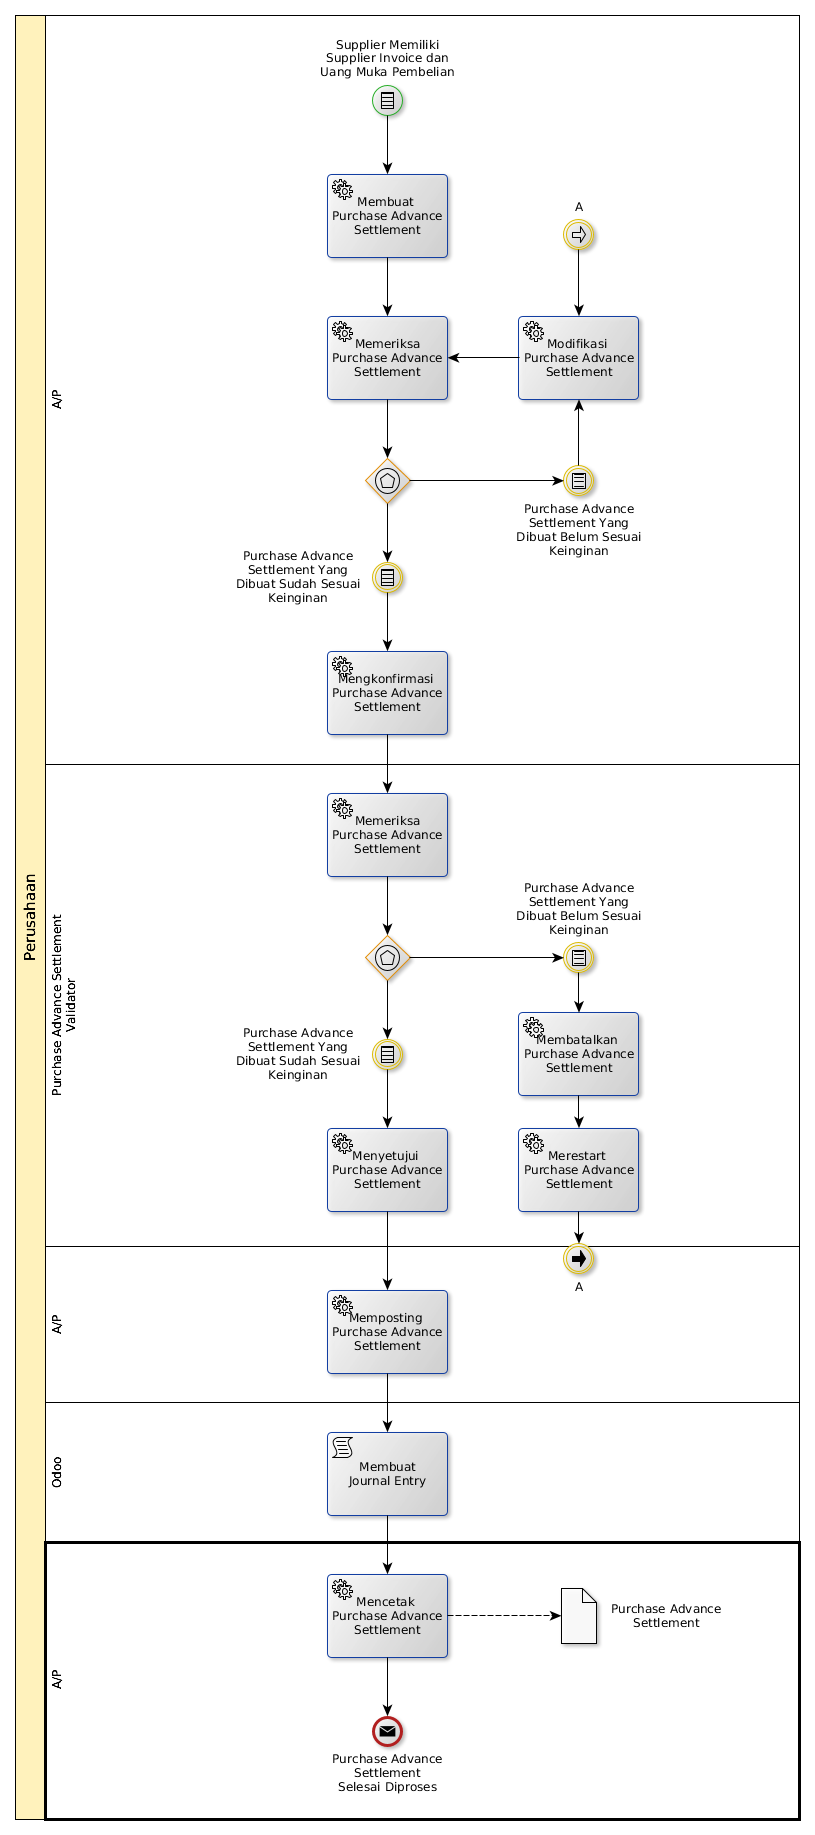 Perusahaan
A/P
Supplier Memiliki
Supplier Invoice dan
Uang Muka Pembelian
Membuat
Purchase Advance
Settlement
A
Memeriksa
Purchase Advance
Settlement
Modifikasi
Purchase Advance
Settlement
Purchase Advance
Settlement Yang
Dibuat Belum Sesuai
Keinginan
Purchase Advance
Settlement Yang
Dibuat Sudah Sesuai
Keinginan
Mengkonfirmasi
Purchase Advance
Settlement
Purchase Advance Settlement
Validator
Memeriksa
Purchase Advance
Settlement
Purchase Advance
Settlement Yang
Dibuat Belum Sesuai
Keinginan
Purchase Advance
Settlement Yang
Dibuat Sudah Sesuai
Keinginan
Membatalkan
Purchase Advance
Settlement
Menyetujui
Purchase Advance
Settlement
Merestart
Purchase Advance
Settlement
A
A/P
Memposting
Purchase Advance
Settlement
Odoo
Membuat
Journal Entry
A/P
Mencetak
Purchase Advance
Settlement
Purchase Advance
Settlement
Purchase Advance
Settlement
Selesai Diproses